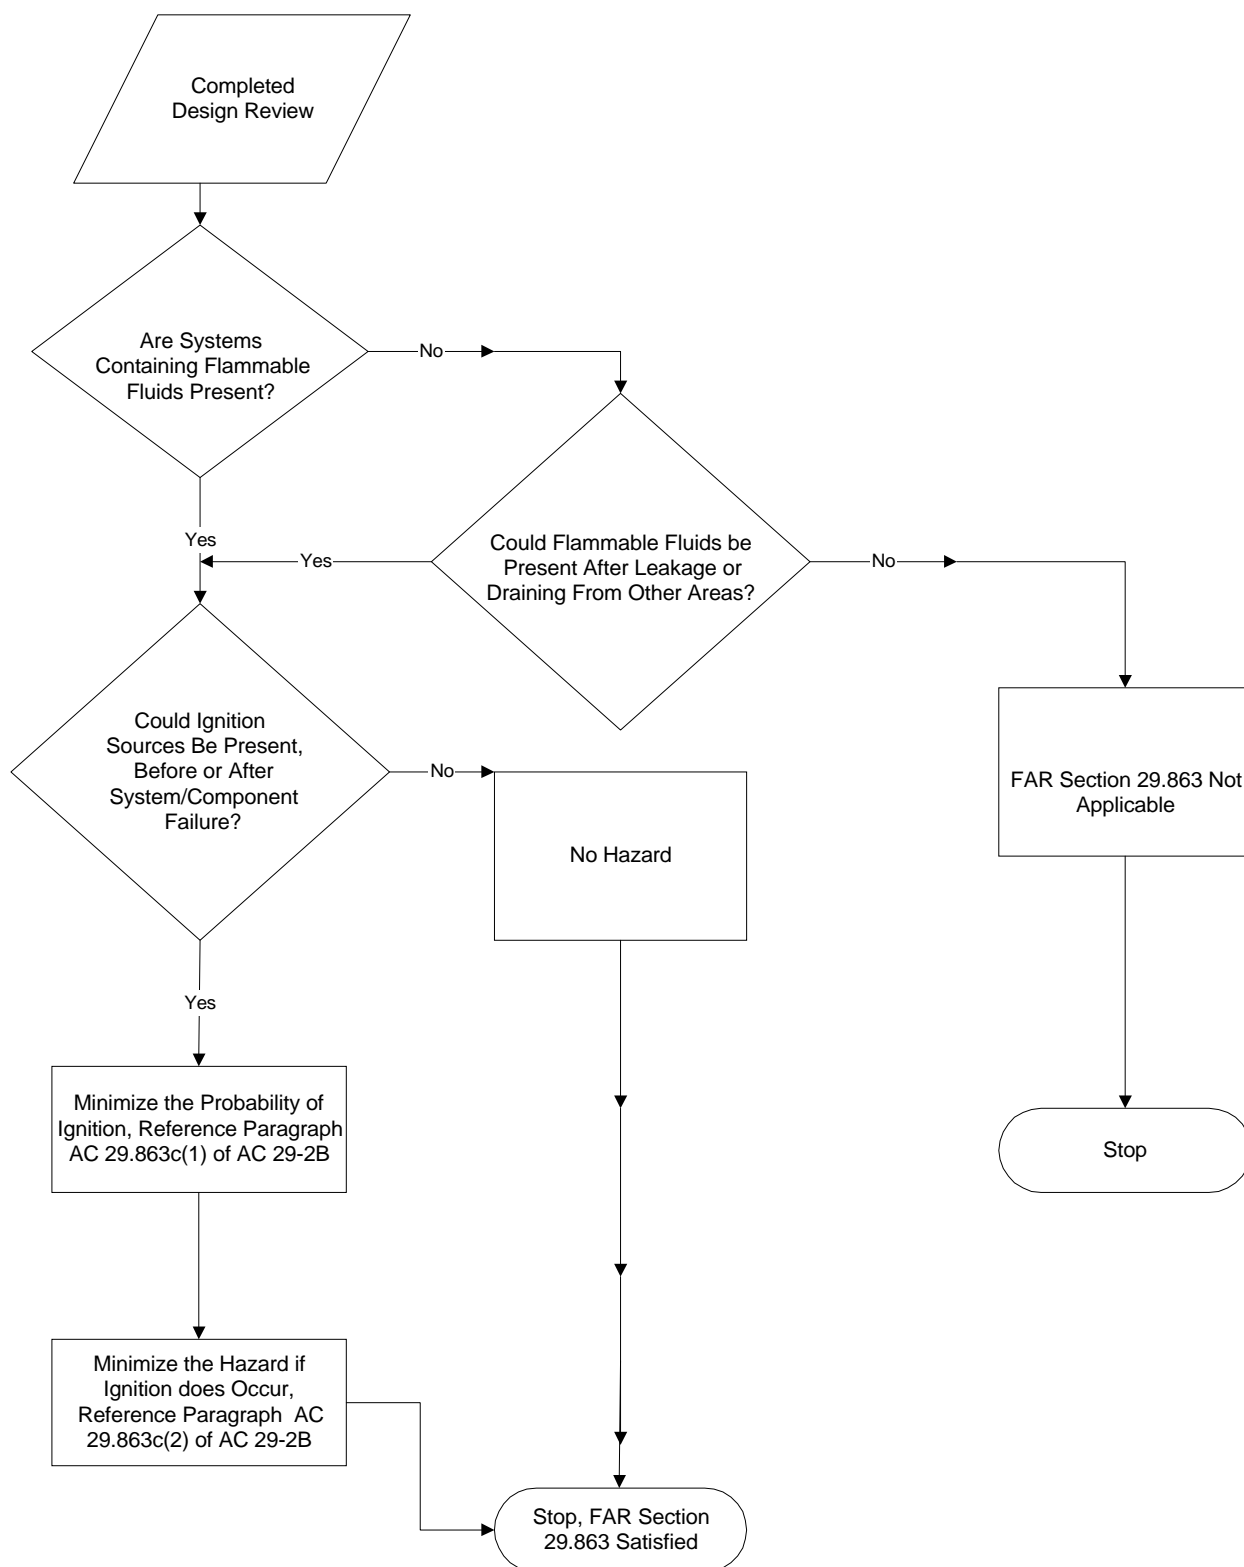 Completed
Design Review
Are Systems
Containing Flammable
Fluids Present?
No
Yes
Could Flammable Fluids be
Present After Leakage or
Draining From Other Areas?
Yes
No
Could Ignition
Sources Be Present,
Before or After
System/Component
Failure?
No
No Hazard
FAR Section 29.863 Not
Applicable
Yes
Minimize the Probability of
Ignition, Reference Paragraph
AC 29.863c(1) of AC 29-2B
Stop
Minimize the Hazard if
Ignition does Occur,
Reference Paragraph AC
29.863c(2) of AC 29-2B
Stop, FAR Section
29.863 Satisfied